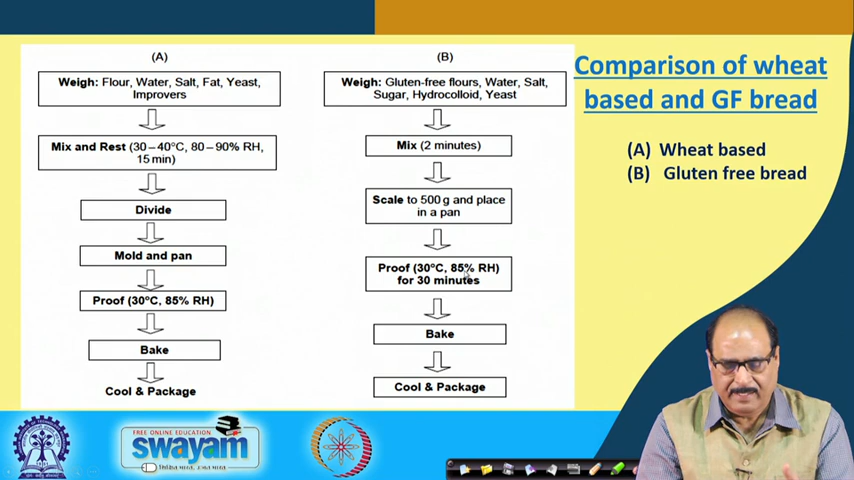 (A)
Weigh: Flour, Water, Salt, Fat, Yeast,
Improvers
Mix and Rest (30–40°C, 80–90% RH,
15 min)
Divide
Mold and pan
Proof (30°C, 85% RH)
Bake
Cool & Package
(B)
Weigh: Gluten-free flours, Water, Salt,
Sugar, Hydrocolloid, Yeast
Mix (2 minutes)
Scale to 500 g and place
in a pan
Proof (30°C, 85% RH)
for 30 minutes
Bake
Cool & Package
Comparison of wheat
based and GF bread
(A) Wheat based
(B) Gluten free bread
FREE ONLINE EDUCATION
swayam